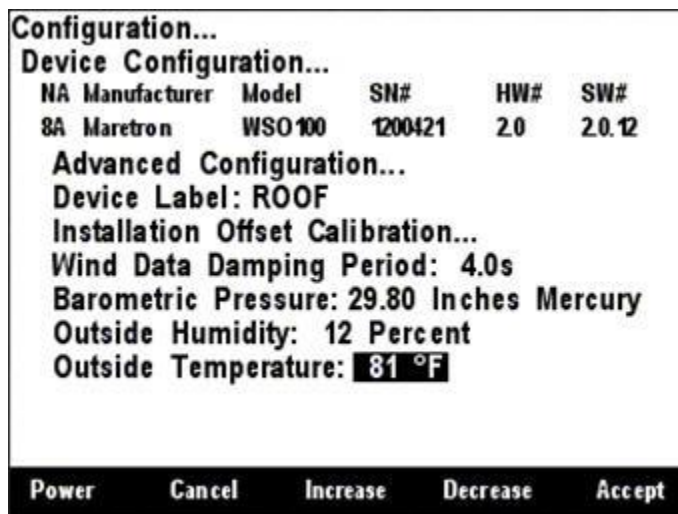 Configuration...
Device Configuration...
NA Manufacturer Model SN# HW# SW#
8A Maretron WSO100 1200421 2.0 2.0.12
Advanced Configuration...
Device Label: ROOF
Installation Offset Calibration...
Wind Data Damping Period: 4.0s
Barometric Pressure: 29.80 Inches Mercury
Outside Humidity: 12 Percent
Outside Temperature: 81 °F
Power Cancel Increase Decrease Accept